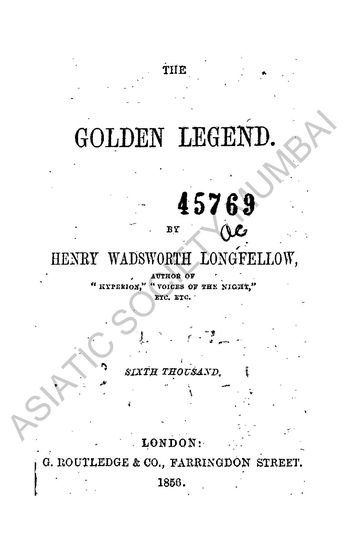 THE
GOLDEN LEGEND.
45769
ac
BY
HENRY WADSWORTH LONGFELLOW,
AUTHOR OF
"HYPERION," "VOICES OF THE NIGHT,"
ETC. ETC.
SIXTH THOUSAND,
LONDON:
G. ROUTLEDGE & CO., FARRINGDON STREET.
1856.
ASIATIC SOCIETY, MUMBAI